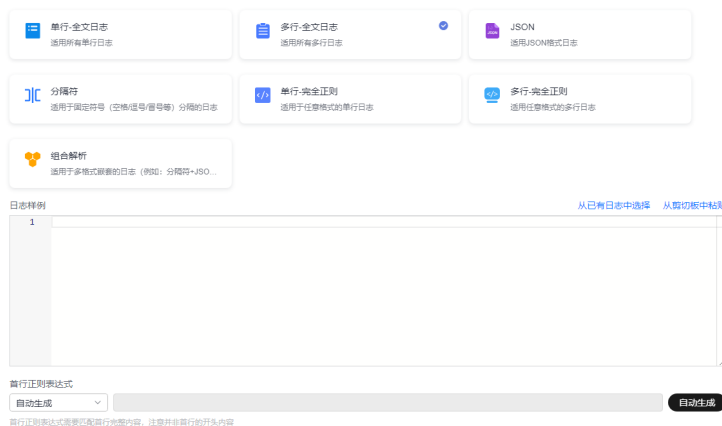 单行-全文日志
适用所有单行日志
多行-全文日志
适用所有多行日志
JSON
适用JSON格式日志
分隔符
适用于固定符号（空格/逗号/冒号等）分隔的日志
单行-完全正则
适用于任意格式的单行日志
多行-完全正则
适用任意格式的多行日志
组合解析
适用于多格式嵌套的日志（例如：分隔符+JSO...
日志样例
从已有日志中选择 从剪切板中粘贴
1
首行正则表达式
自动生成
自动生成
首行正则表达式需要匹配首行完整内容，注意并非首行的开头内容